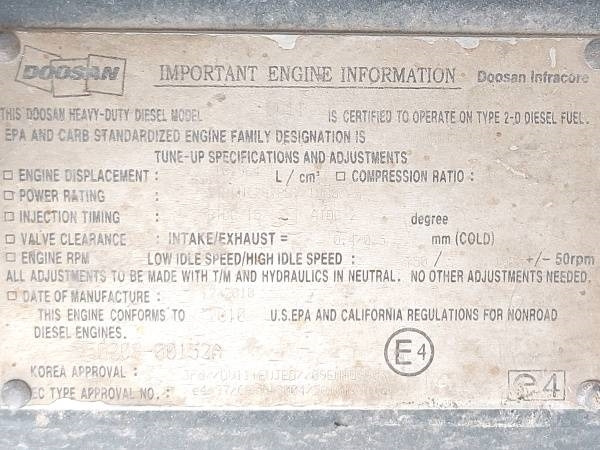 DOOSAN IMPORTANT ENGINE INFORMATION Doosan Infracore
THIS DOOSAN HEAVY-DUTY DIESEL MODEL IS CERTIFIED TO OPERATE ON TYPE 2-D DIESEL FUEL.
EPA AND CARB STANDARDIZED ENGINE FAMILY DESIGNATION IS
TUNE-UP SPECIFICATIONS AND ADJUSTMENTS
□ ENGINE DISPLACEMENT : L / cm³ □ COMPRESSION RATIO :
□ POWER RATING :
□ INJECTION TIMING : degree
□ VALVE CLEARANCE : INTAKE/EXHAUST = mm (COLD)
□ ENGINE RPM LOW IDLE SPEED/HIGH IDLE SPEED : / +/- 50rpm
ALL ADJUSTMENTS TO BE MADE WITH T/M AND HYDRAULICS IN NEUTRAL. NO OTHER ADJUSTMENTS NEEDED.
□ DATE OF MANUFACTURE :
THIS ENGINE CONFORMS TO 2010 U.S.EPA AND CALIFORNIA REGULATIONS FOR NONROAD
DIESEL ENGINES.
E4
KOREA APPROVAL :
EC TYPE APPROVAL NO. : e4